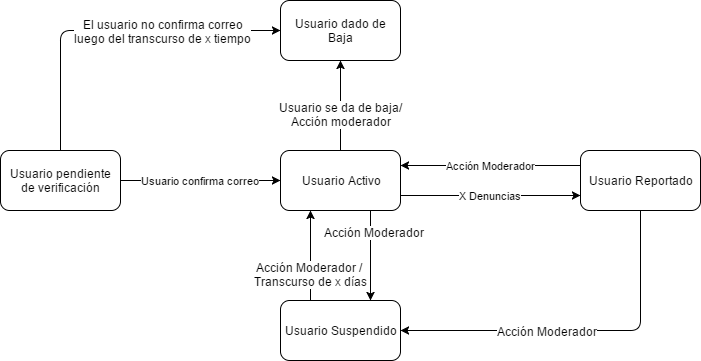 El usuario no confirma correo
luego del transcurso de x tiempo
Usuario dado de
Baja
Usuario se da de baja/
Acción moderador
Usuario pendiente
de verificación
Usuario confirma correo
Usuario Activo
Acción Moderador
X Denuncias
Usuario Reportado
Acción Moderador
Acción Moderador /
Transcurso de x días
Usuario Suspendido
Acción Moderador